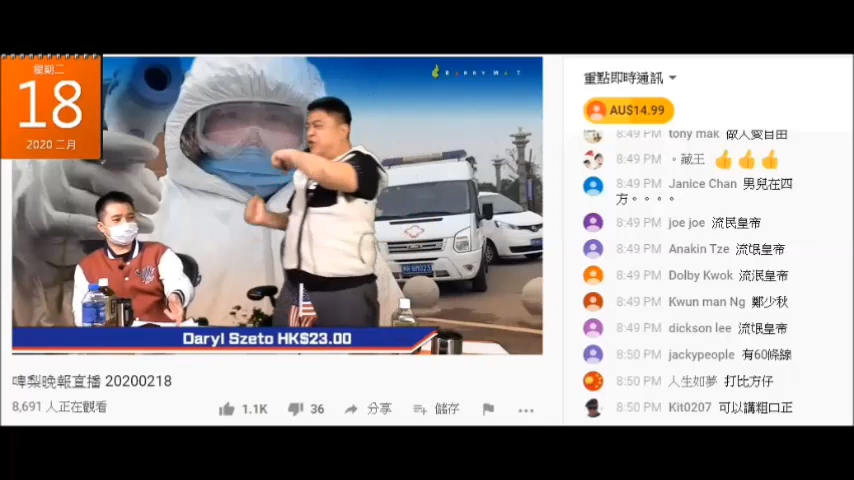 星期二
18
2020 二月
BARRY MAT
Daryl Szeto HK$23.00
啤梨晚報直播 20200218
8,691 人正在觀看
1.1K
36
分享
儲存
重點即時通訊
AU$14.99
8:49 PM tony mak 做人愛自由
8:49 PM 。藏王 👍👍👍
8:49 PM Janice Chan 男兒在四
方。。。。
8:49 PM joe joe 流民皇帝
8:49 PM Anakin Tze 流氓皇帝
8:49 PM Dolby Kwok 流泯皇帝
8:49 PM Kwun man Ng 鄭少秋
8:49 PM dickson lee 流氓皇帝
8:50 PM jackypeople 有60條線
8:50 PM 人生如夢 打比方仔
8:50 PM Kit0207 可以講粗口正